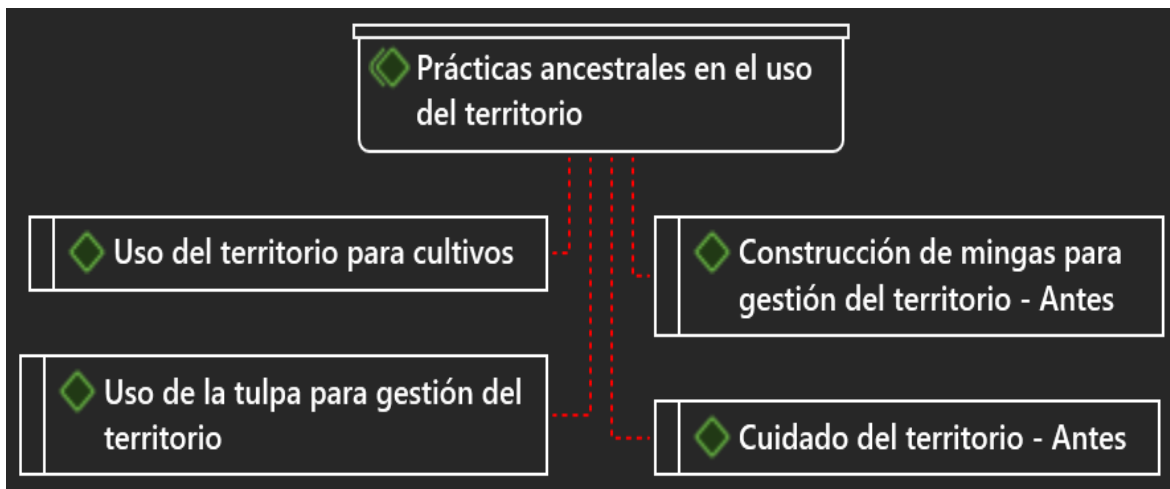 Prácticas ancestrales en el uso
del territorio
Uso del territorio para cultivos
Construcción de mingas para
gestión del territorio - Antes
Uso de la tulpa para gestión del
territorio
Cuidado del territorio - Antes